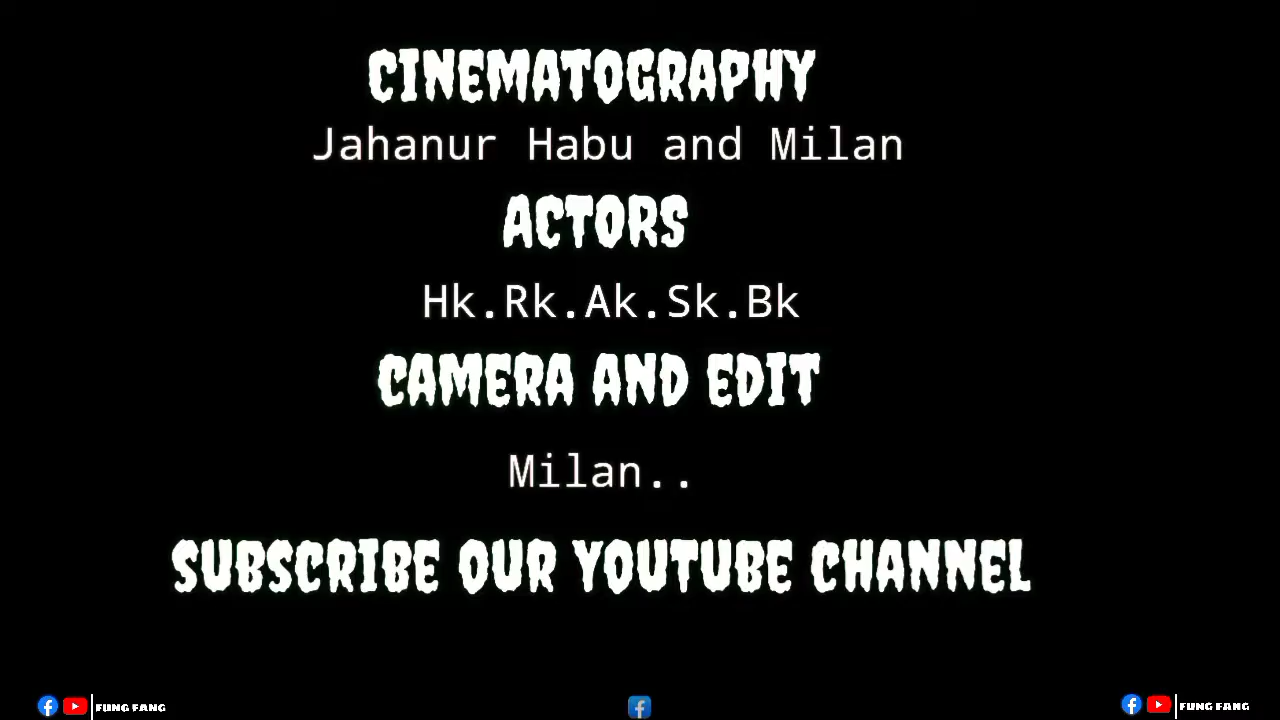 CINEMATOGRAPHY
Jahanur Habu and Milan
ACTORS
Hk.Rk.Ak.Sk.Bk
CAMERA AND EDIT
Milan..
SUBSCRIBE OUR YOUTUBE CHANNEL
FUNG FANG
FUNG FANG